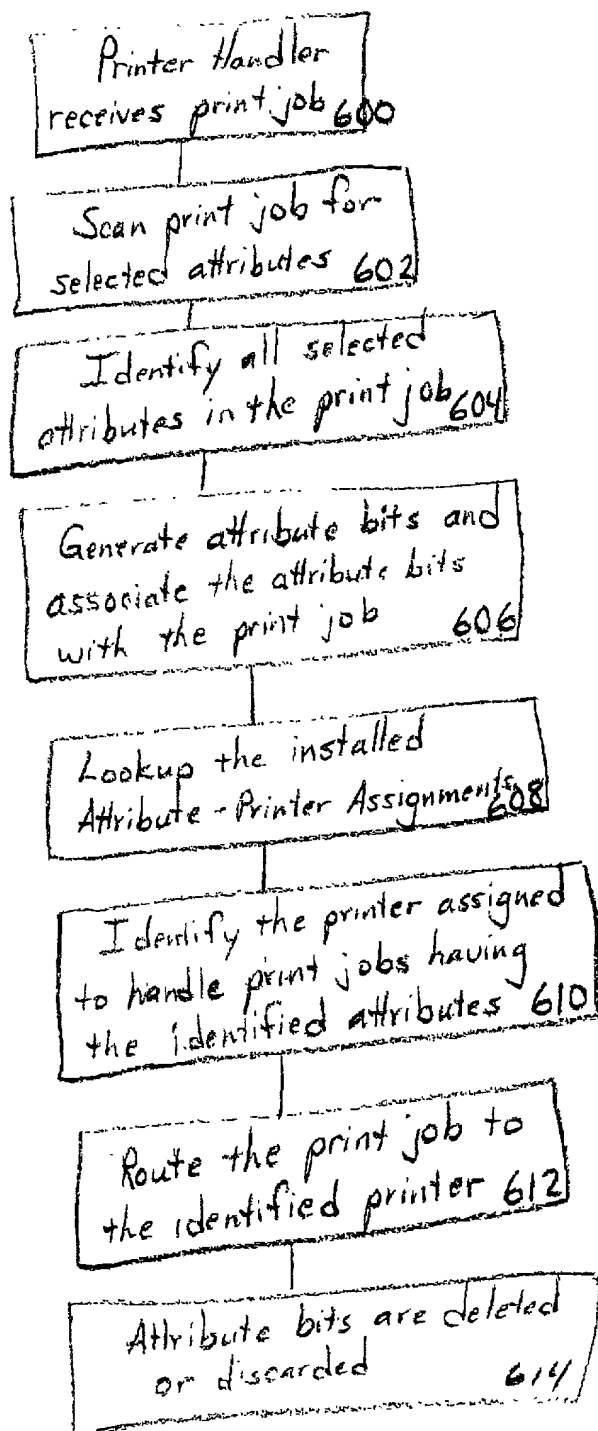 Printer Handler
receives print job 600
Scan print job for
selected attributes 602
Identify all selected
attributes in the print job 604
Generate attribute bits and
associate the attribute bits
with the print job 606
Lookup the installed
Attribute-Printer Assignments 608
Identify the printer assigned
to handle print jobs having
the identified attributes 610
Route the print job to
the identified printer 612
Attribute bits are deleted
or discarded 614